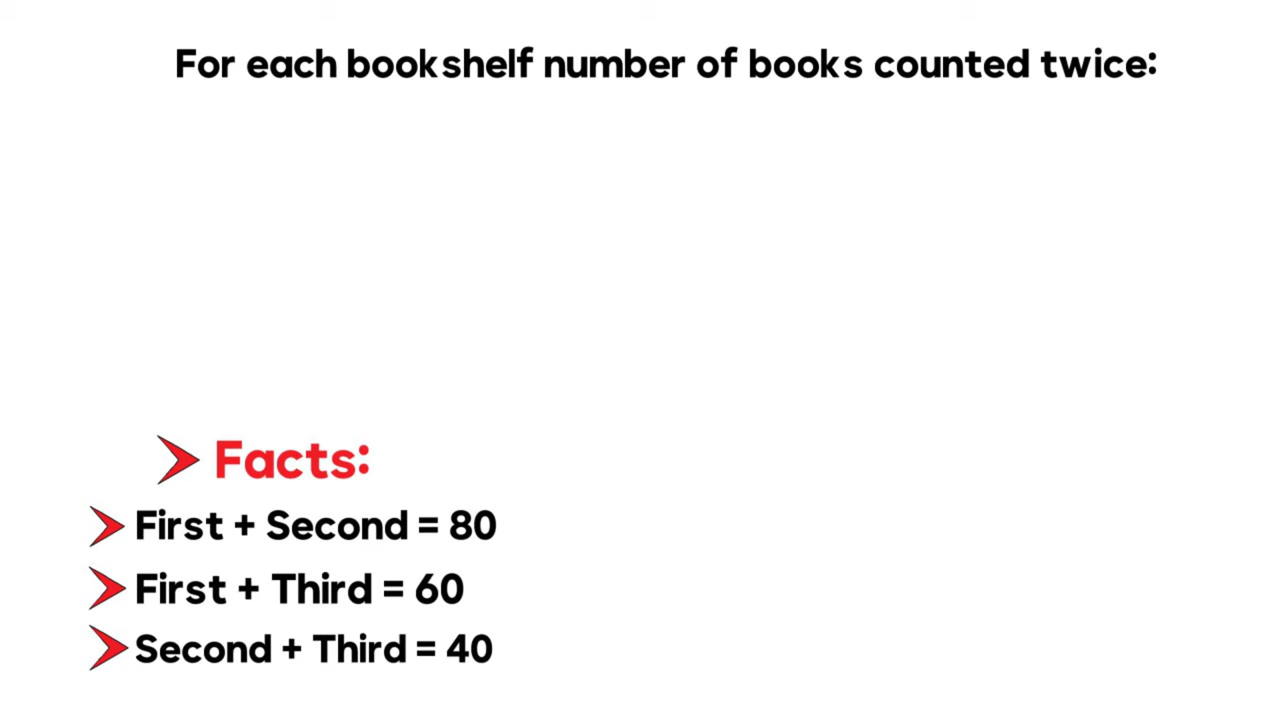 For each bookshelf number of books counted twice:
Facts:
First + Second = 80
First + Third = 60
Second + Third = 40